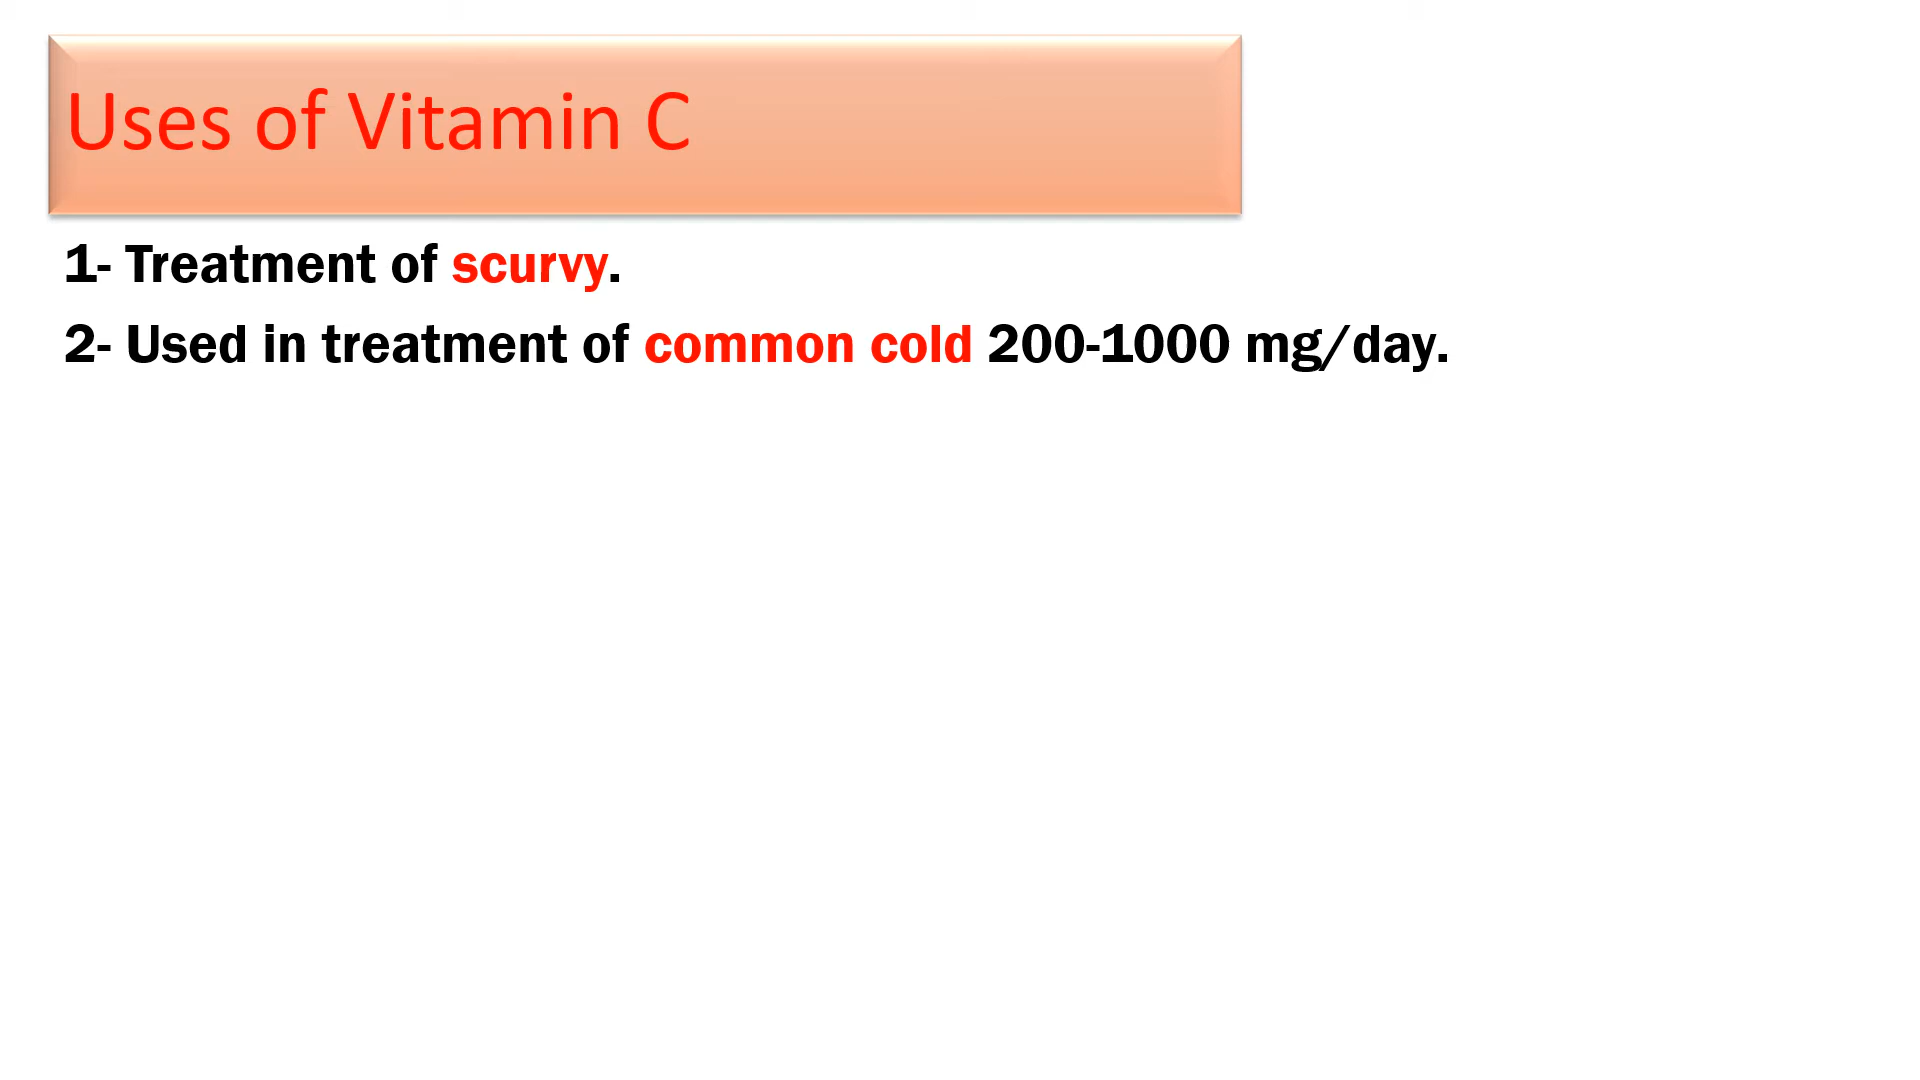 Uses of Vitamin C
1- Treatment of scurvy.
2- Used in treatment of common cold 200-1000 mg/day.